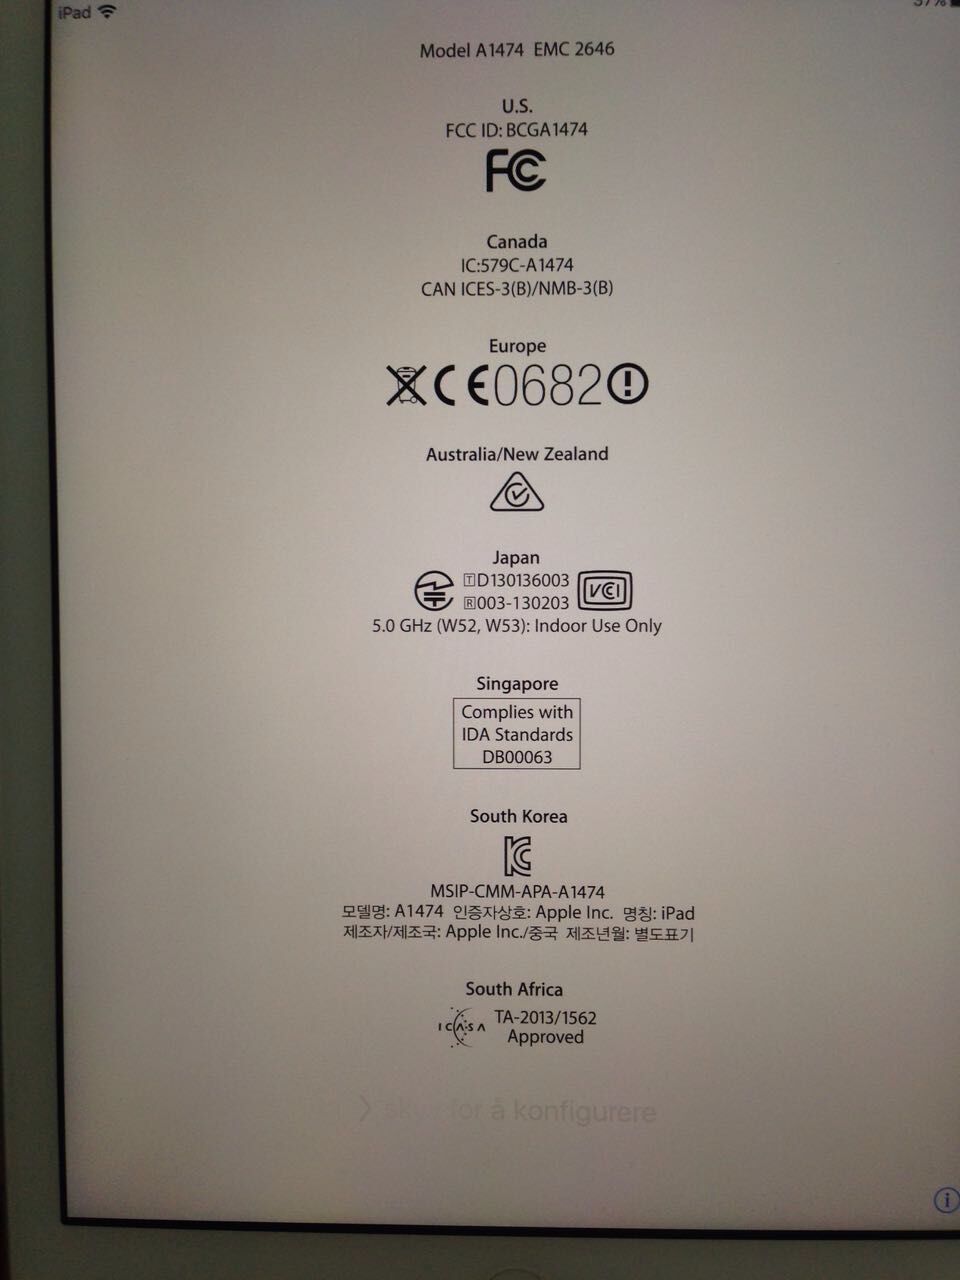 iPad
37%
Model A1474 EMC 2646
U.S.
FCC ID: BCGA1474
FC
Canada
IC:579C-A1474
CAN ICES-3(B)/NMB-3(B)
Europe
CE0682
Australia/New Zealand
Japan
T D130136003
R 003-130203
VCI
5.0 GHz (W52, W53): Indoor Use Only
Singapore
Complies with
IDA Standards
DB00063
South Korea
MSIP-CMM-APA-A1474
모델명: A1474 인증자상호: Apple Inc. 명칭: iPad
제조자/제조국: Apple Inc./중국 제조년월: 별도표기
South Africa
ICASA
TA-2013/1562
Approved
for å konfigurere